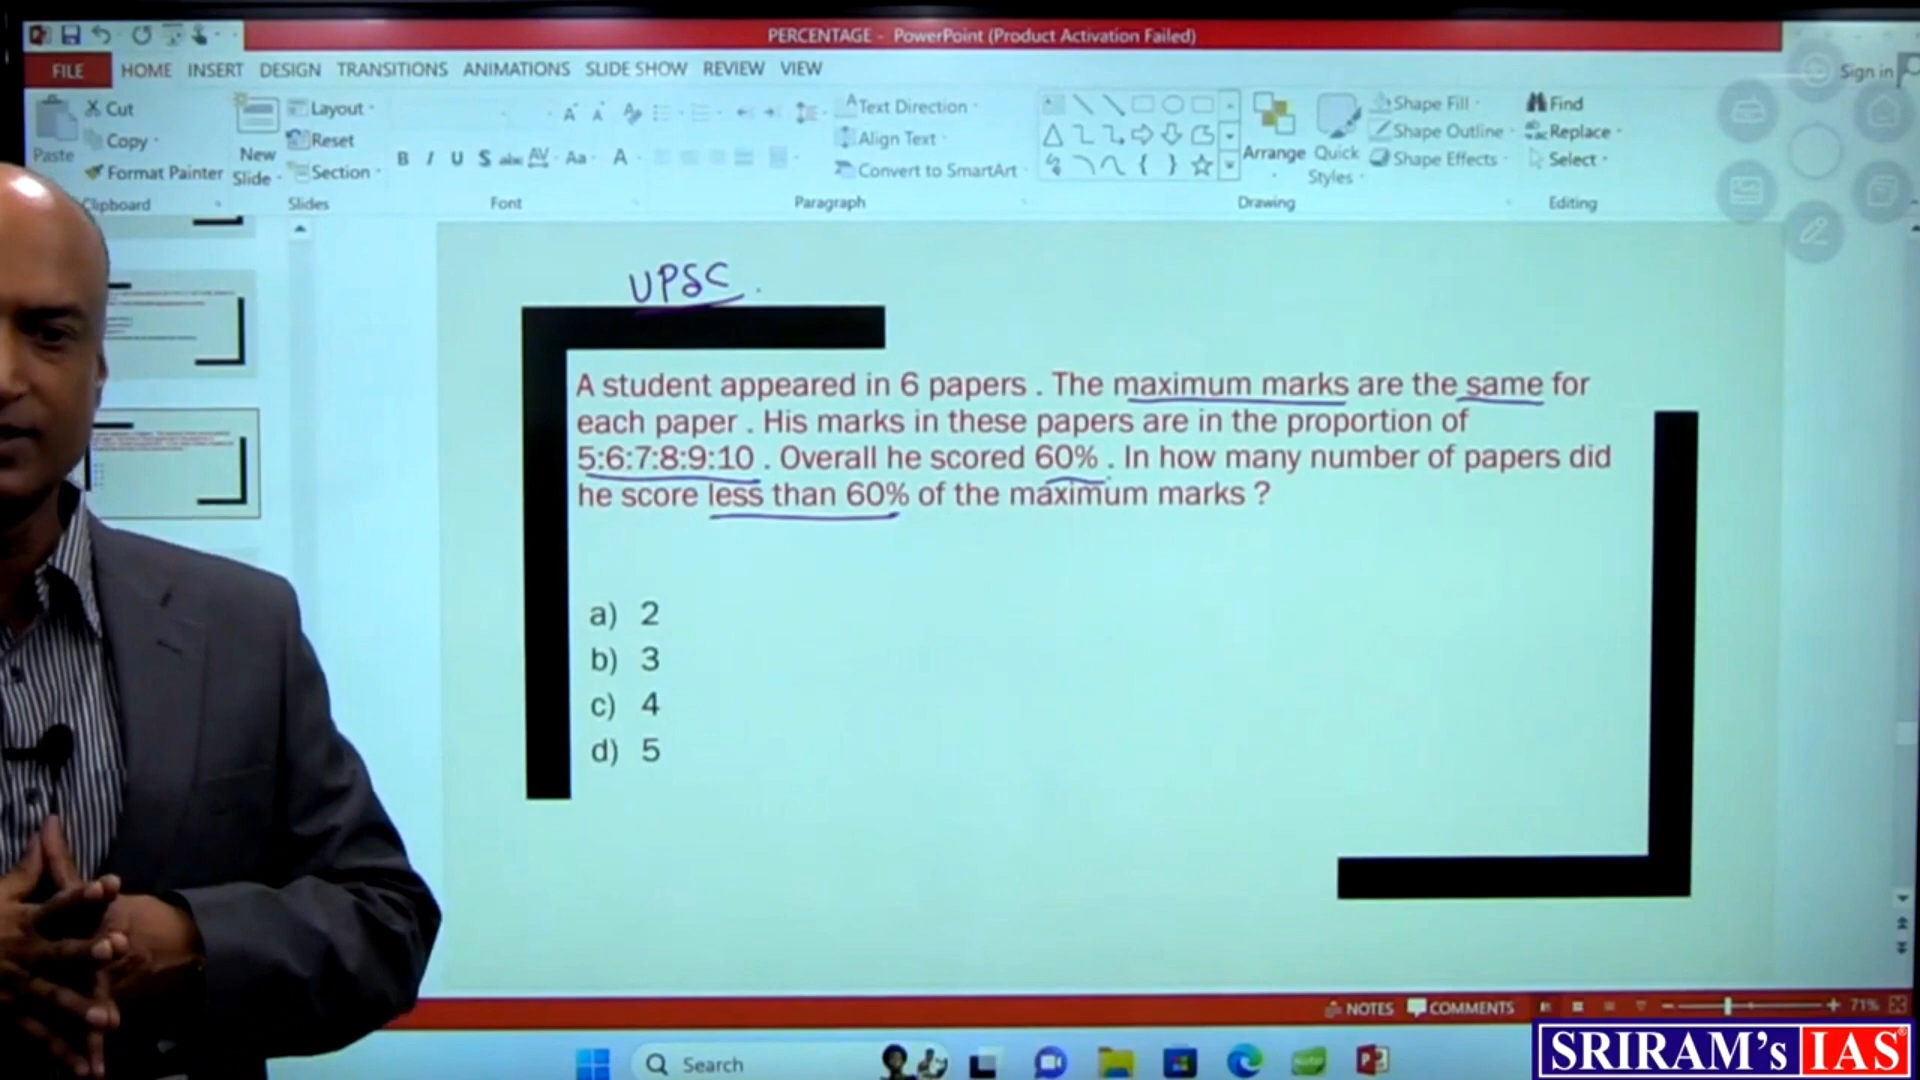 PERCENTAGE - PowerPoint (Product Activation Failed)
FILE HOME INSERT DESIGN TRANSITIONS ANIMATIONS SLIDE SHOW REVIEW VIEW
Sign in
Paste
Cut
Copy
Format Painter
Clipboard
New Slide
Layout
Reset
Section
Slides
B I U S abc AV Aa A
Font
Text Direction
Align Text
Convert to SmartArt
Paragraph
Arrange
Quick Styles
Shape Fill
Shape Outline
Shape Effects
Drawing
Find
Replace
Select
Editing
UPSC
A student appeared in 6 papers . The maximum marks are the same for
each paper . His marks in these papers are in the proportion of
5:6:7:8:9:10 . Overall he scored 60% . In how many number of papers did
he score less than 60% of the maximum marks ?
a) 2
b) 3
c) 4
d) 5
NOTES COMMENTS 71%
Search
SRIRAM's IAS